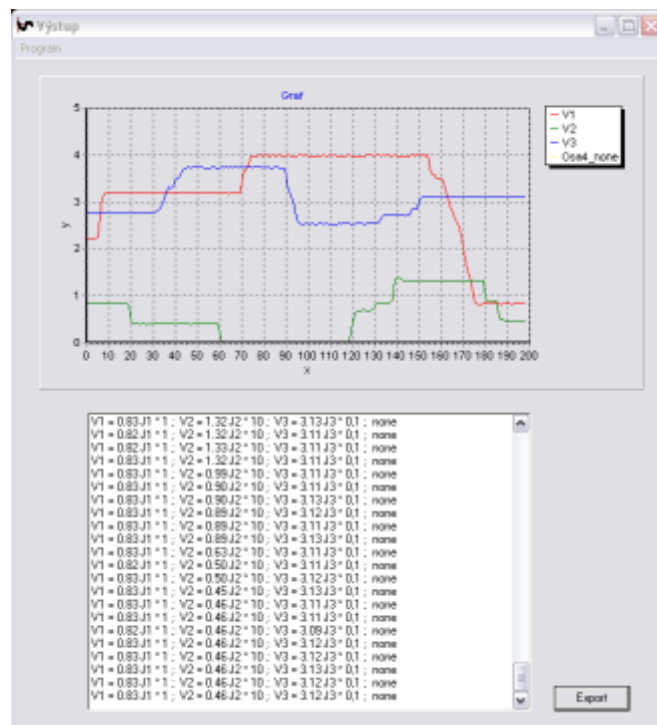 Výstup
Program
Graf
V1
V2
V3
Osa4_none
5
4
3
2
1
0
y
0 10 20 30 40 50 60 70 80 90 100 110 120 130 140 150 160 170 180 190 200
x
V1 = 0.83-J1 * 1 ; V2 = 1.32-J2 * 10 ; V3 = 3.13-J3 * 0,1 ; none
V1 = 0.82-J1 * 1 ; V2 = 1.32-J2 * 10 ; V3 = 3.11-J3 * 0,1 ; none
V1 = 0.82-J1 * 1 ; V2 = 1.33-J2 * 10 ; V3 = 3.11-J3 * 0,1 ; none
V1 = 0.83-J1 * 1 ; V2 = 1.32-J2 * 10 ; V3 = 3.11-J3 * 0,1 ; none
V1 = 0.83-J1 * 1 ; V2 = 0.99-J2 * 10 ; V3 = 3.11-J3 * 0,1 ; none
V1 = 0.83-J1 * 1 ; V2 = 0.90-J2 * 10 ; V3 = 3.11-J3 * 0,1 ; none
V1 = 0.83-J1 * 1 ; V2 = 0.90-J2 * 10 ; V3 = 3.13-J3 * 0,1 ; none
V1 = 0.83-J1 * 1 ; V2 = 0.89-J2 * 10 ; V3 = 3.12-J3 * 0,1 ; none
V1 = 0.83-J1 * 1 ; V2 = 0.89-J2 * 10 ; V3 = 3.11-J3 * 0,1 ; none
V1 = 0.83-J1 * 1 ; V2 = 0.89-J2 * 10 ; V3 = 3.13-J3 * 0,1 ; none
V1 = 0.83-J1 * 1 ; V2 = 0.63-J2 * 10 ; V3 = 3.11-J3 * 0,1 ; none
V1 = 0.82-J1 * 1 ; V2 = 0.50-J2 * 10 ; V3 = 3.11-J3 * 0,1 ; none
V1 = 0.83-J1 * 1 ; V2 = 0.50-J2 * 10 ; V3 = 3.12-J3 * 0,1 ; none
V1 = 0.83-J1 * 1 ; V2 = 0.45-J2 * 10 ; V3 = 3.13-J3 * 0,1 ; none
V1 = 0.83-J1 * 1 ; V2 = 0.46-J2 * 10 ; V3 = 3.11-J3 * 0,1 ; none
V1 = 0.83-J1 * 1 ; V2 = 0.46-J2 * 10 ; V3 = 3.11-J3 * 0,1 ; none
V1 = 0.82-J1 * 1 ; V2 = 0.46-J2 * 10 ; V3 = 3.09-J3 * 0,1 ; none
V1 = 0.83-J1 * 1 ; V2 = 0.46-J2 * 10 ; V3 = 3.12-J3 * 0,1 ; none
V1 = 0.83-J1 * 1 ; V2 = 0.46-J2 * 10 ; V3 = 3.12-J3 * 0,1 ; none
V1 = 0.83-J1 * 1 ; V2 = 0.46-J2 * 10 ; V3 = 3.13-J3 * 0,1 ; none
V1 = 0.83-J1 * 1 ; V2 = 0.46-J2 * 10 ; V3 = 3.12-J3 * 0,1 ; none
V1 = 0.83-J1 * 1 ; V2 = 0.46-J2 * 10 ; V3 = 3.12-J3 * 0,1 ; none
Export